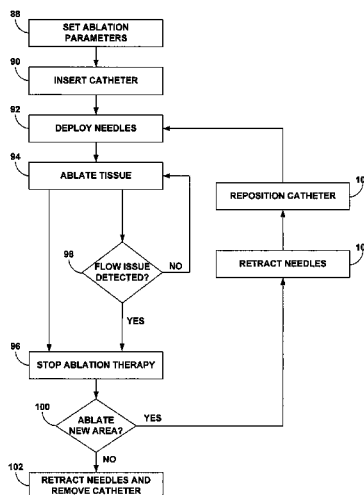 88
SET ABLATION
PARAMETERS
90
INSERT CATHETER
92
DEPLOY NEEDLES
94
ABLATE TISSUE
REPOSITION CATHETER
98
FLOW ISSUE
DETECTED?
NO
RETRACT NEEDLES
YES
96
STOP ABLATION THERAPY
100
ABLATE
NEW AREA?
YES
NO
102
RETRACT NEEDLES AND
REMOVE CATHETER